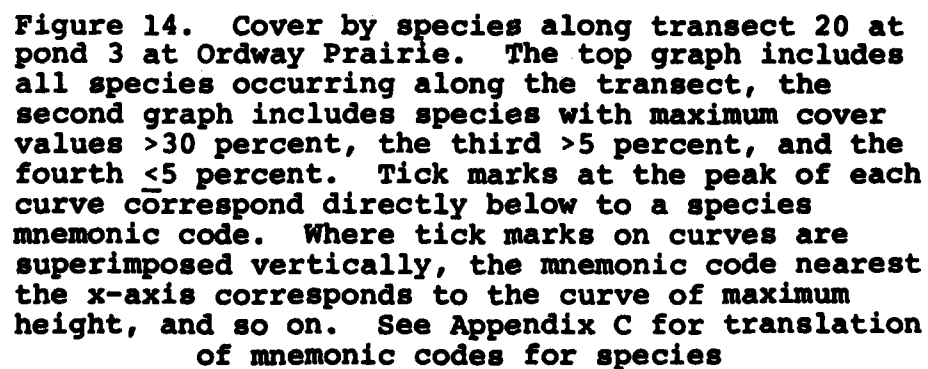 Figure 14. Cover by species along transect 20 at
pond 3 at Ordway Prairie. The top graph includes
all species occurring along the transect, the
second graph includes species with maximum cover
values >30 percent, the third >5 percent, and the
fourth ≤5 percent. Tick marks at the peak of each
curve correspond directly below to a species
mnemonic code. Where tick marks on curves are
superimposed vertically, the mnemonic code nearest
the x-axis corresponds to the curve of maximum
height, and so on. See Appendix C for translation
of mnemonic codes for species